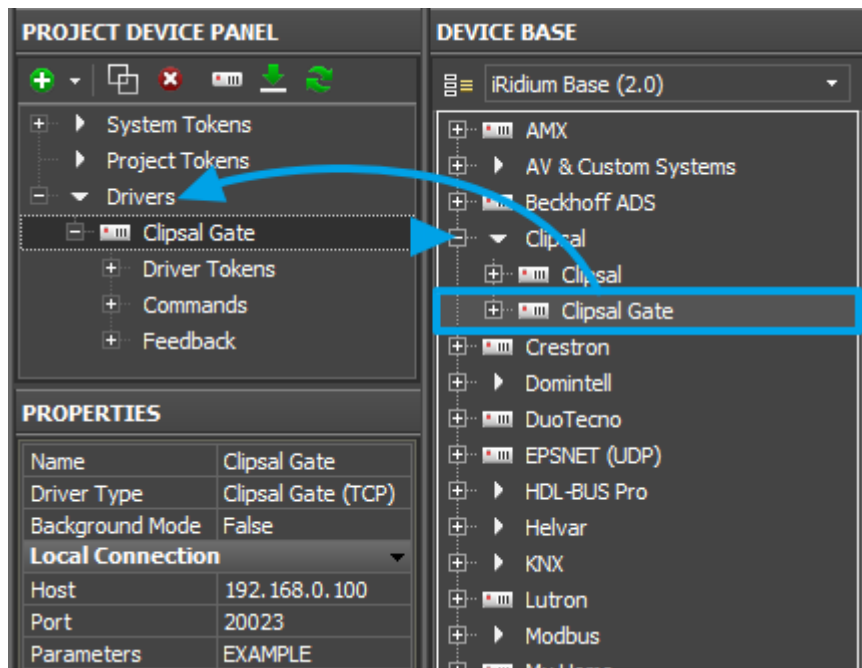 PROJECT DEVICE PANEL
System Tokens
Project Tokens
Drivers
Clipsal Gate
Driver Tokens
Commands
Feedback
PROPERTIES
Name Clipsal Gate
Driver Type Clipsal Gate (TCP)
Background Mode False
Local Connection
Host 192.168.0.100
Port 20023
Parameters EXAMPLE
DEVICE BASE
iRidium Base (2.0)
AMX
AV & Custom Systems
Beckhoff ADS
Clipsal
Clipsal
Clipsal Gate
Crestron
Domintell
DuoTecno
EPSNET (UDP)
HDL-BUS Pro
Helvar
KNX
Lutron
Modbus